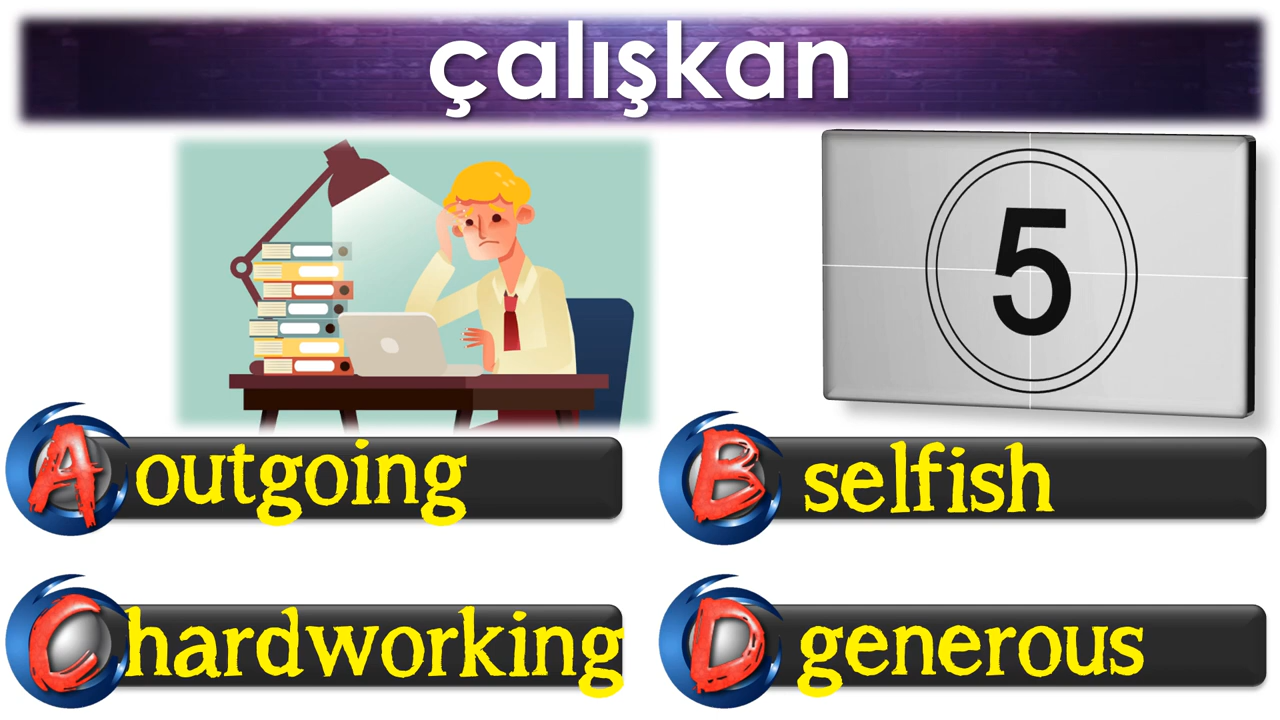 çalışkan
5
A outgoing
B selfish
C hardworking
D generous